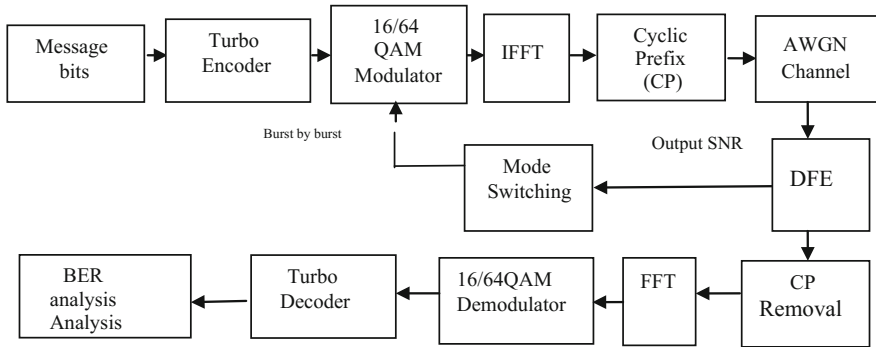 Message
bits
Turbo
Encoder
16/64
QAM
Modulator
IFFT
Cyclic
Prefix
(CP)
AWGN
Channel
Burst by burst
Mode
Switching
Output SNR
DFE
BER
analysis
Analysis
Turbo
Decoder
16/64QAM
Demodulator
FFT
CP
Removal